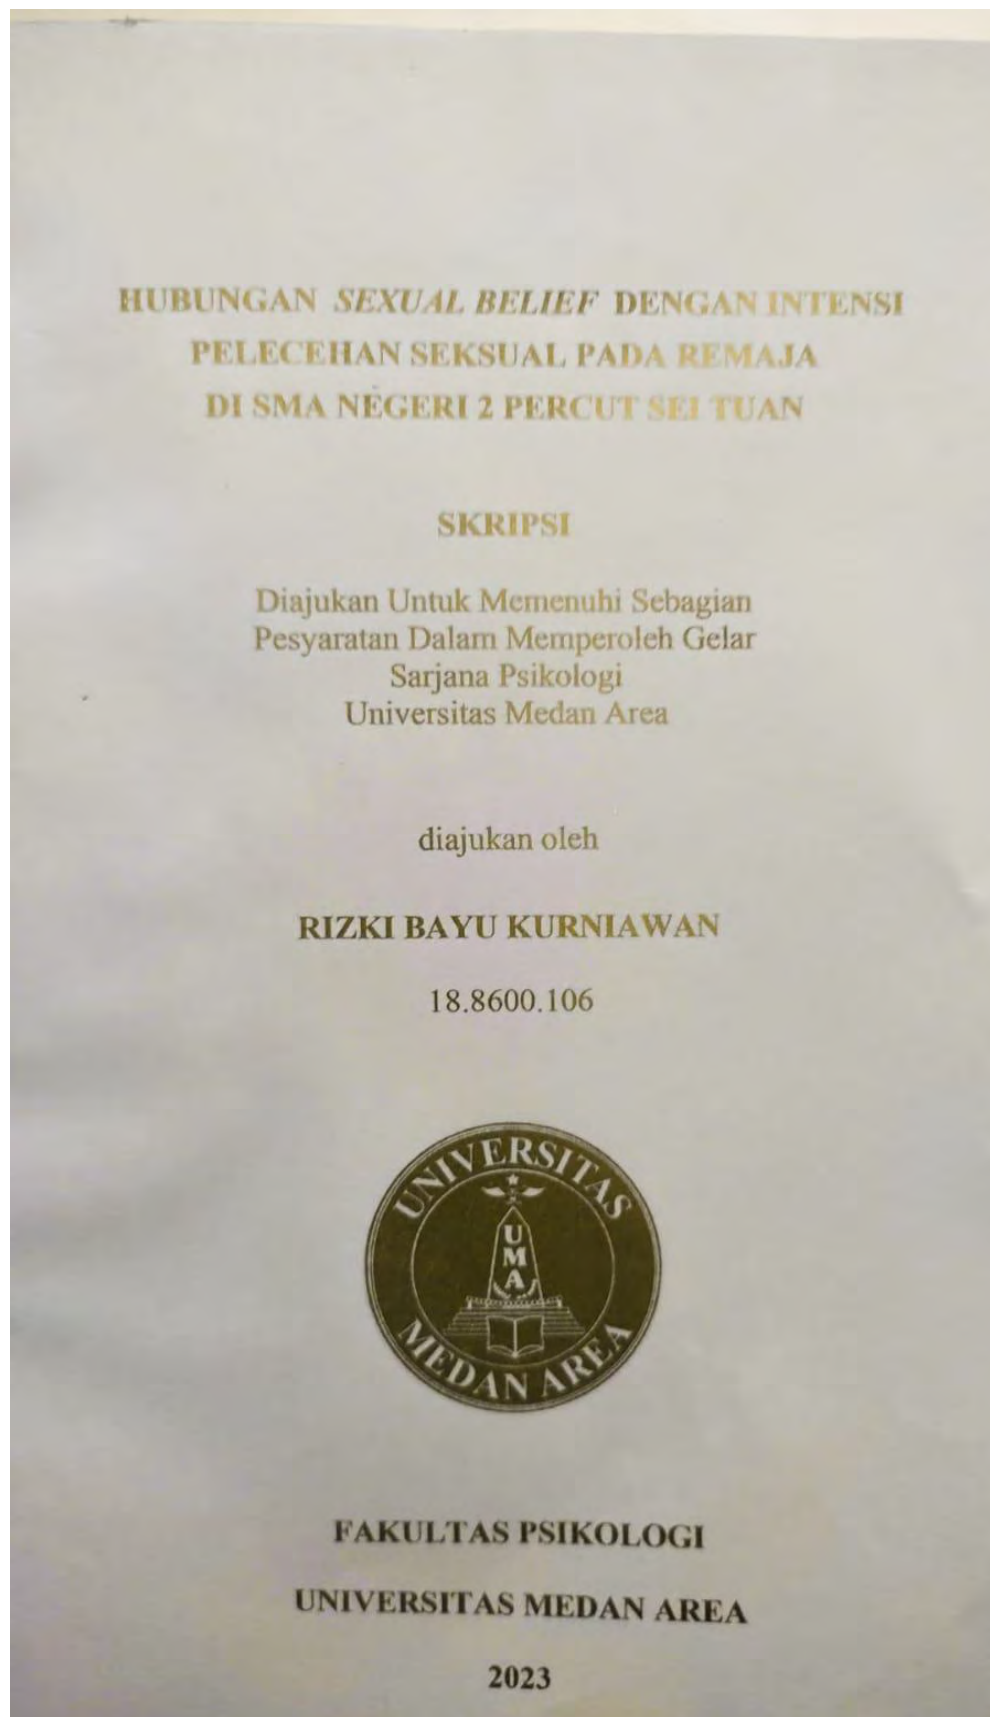 HUBUNGAN SEXUAL BELIEF DENGAN INTENSI
PELECEHAN SEKSUAL PADA REMAJA
DI SMA NEGERI 2 PERCUT SEI TUAN
SKRIPSI
Diajukan Untuk Memenuhi Sebagian
Pesyaratan Dalam Memperoleh Gelar
Sarjana Psikologi
Universitas Medan Area
diajukan oleh
RIZKI BAYU KURNIAWAN
18.8600.106
UNIVERSITAS
UMA
MEDAN AREA
FAKULTAS PSIKOLOGI
UNIVERSITAS MEDAN AREA
2023